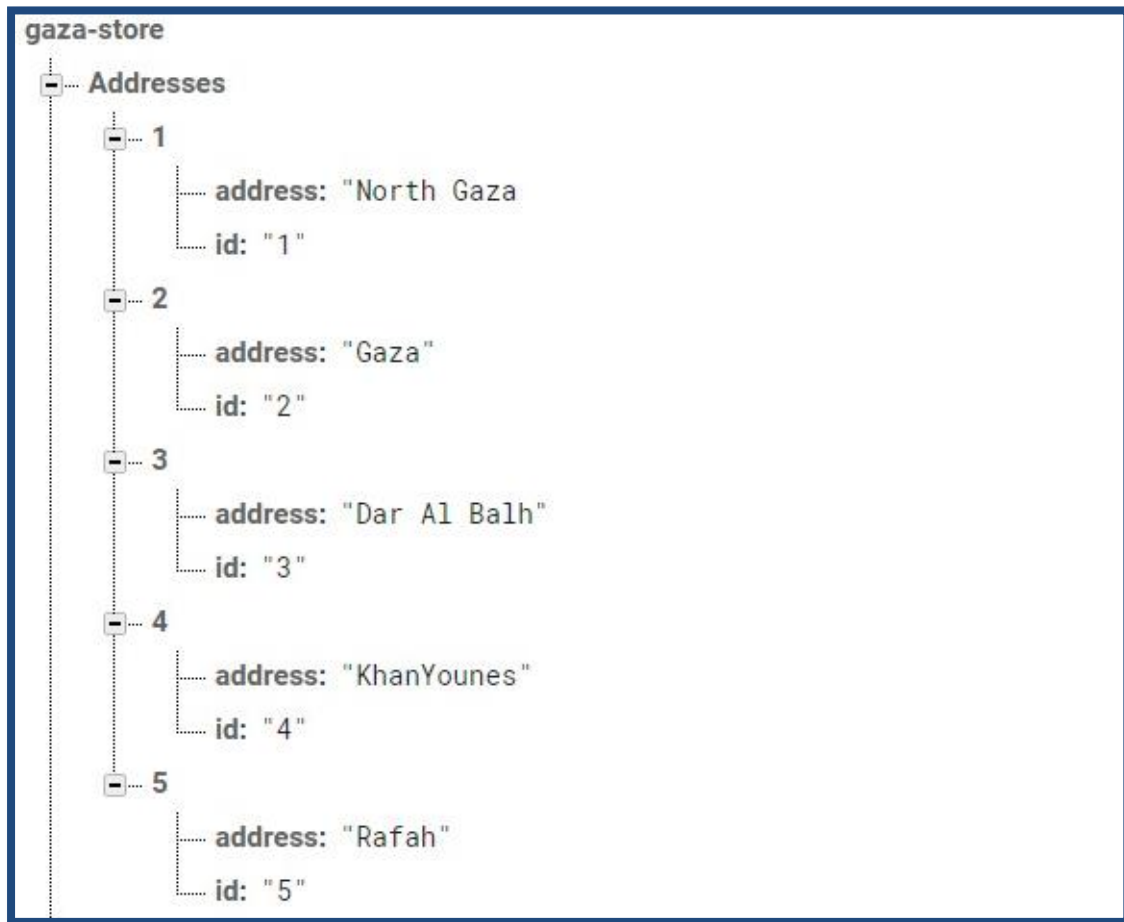 gaza-store
Addresses
1
address: "North Gaza
id: "1"
2
address: "Gaza"
id: "2"
3
address: "Dar Al Balh"
id: "3"
4
address: "KhanYounes"
id: "4"
5
address: "Rafah"
id: "5"